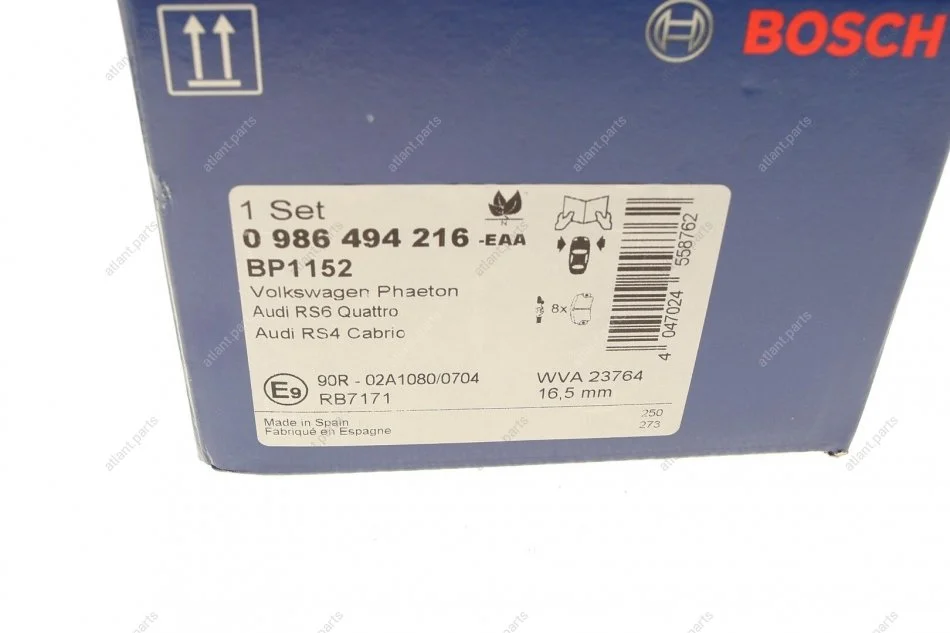 BOSCH
1 Set
0 986 494 216 -EAA
BP1152
Volkswagen Phaeton
Audi RS6 Quattro
Audi RS4 Cabrio
8x
4 047024 558762
E9
90R - 02A1080/0704
RB7171
WVA 23764
16,5 mm
Made in Spain
Fabriqué en Espagne
250
273
atlant.parts